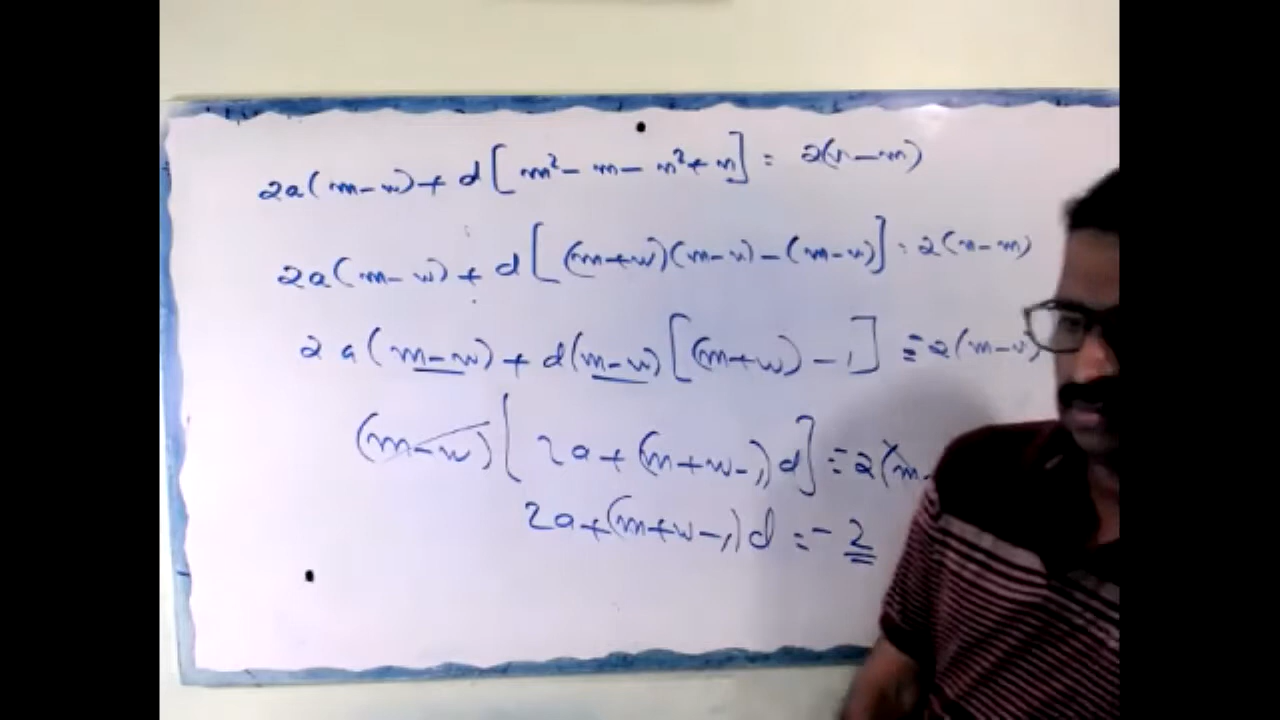 2a(m-n)+ d[m²-m-n²+n] = 2(n-m)
2a(m-n)+ d[(m+n)(m-n)-(m-n)] = 2(n-m)
2a(m-n)+ d(m-n)[(m+n)-1] = -2(m-n)
(m-n)[2a+(m+n-1)d] = -2(m-
2a+(m+n-1)d = -2